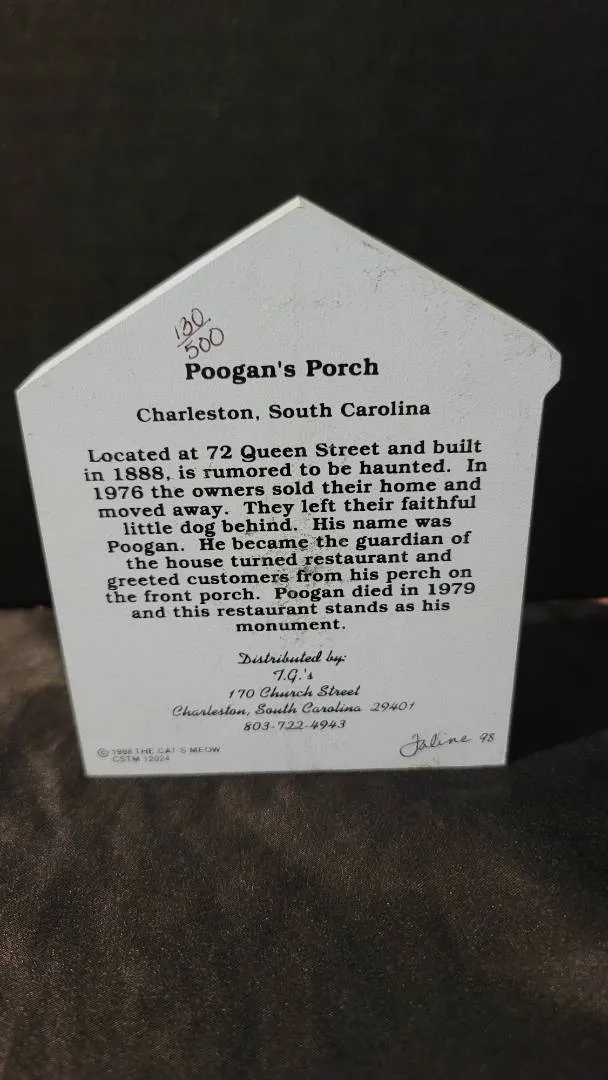 130
500
Poogan's Porch
Charleston, South Carolina
Located at 72 Queen Street and built
in 1888, is rumored to be haunted. In
1976 the owners sold their home and
moved away. They left their faithful
little dog behind. His name was
Poogan. He became the guardian of
the house turned restaurant and
greeted customers from his perch on
the front porch. Poogan died in 1979
and this restaurant stands as his
monument.
Distributed by:
T.G.'s
170 Church Street
Charleston, South Carolina 29401
803-722-4943
Faline 98
© 1998 THE CAT'S MEOW
CSTM 12024